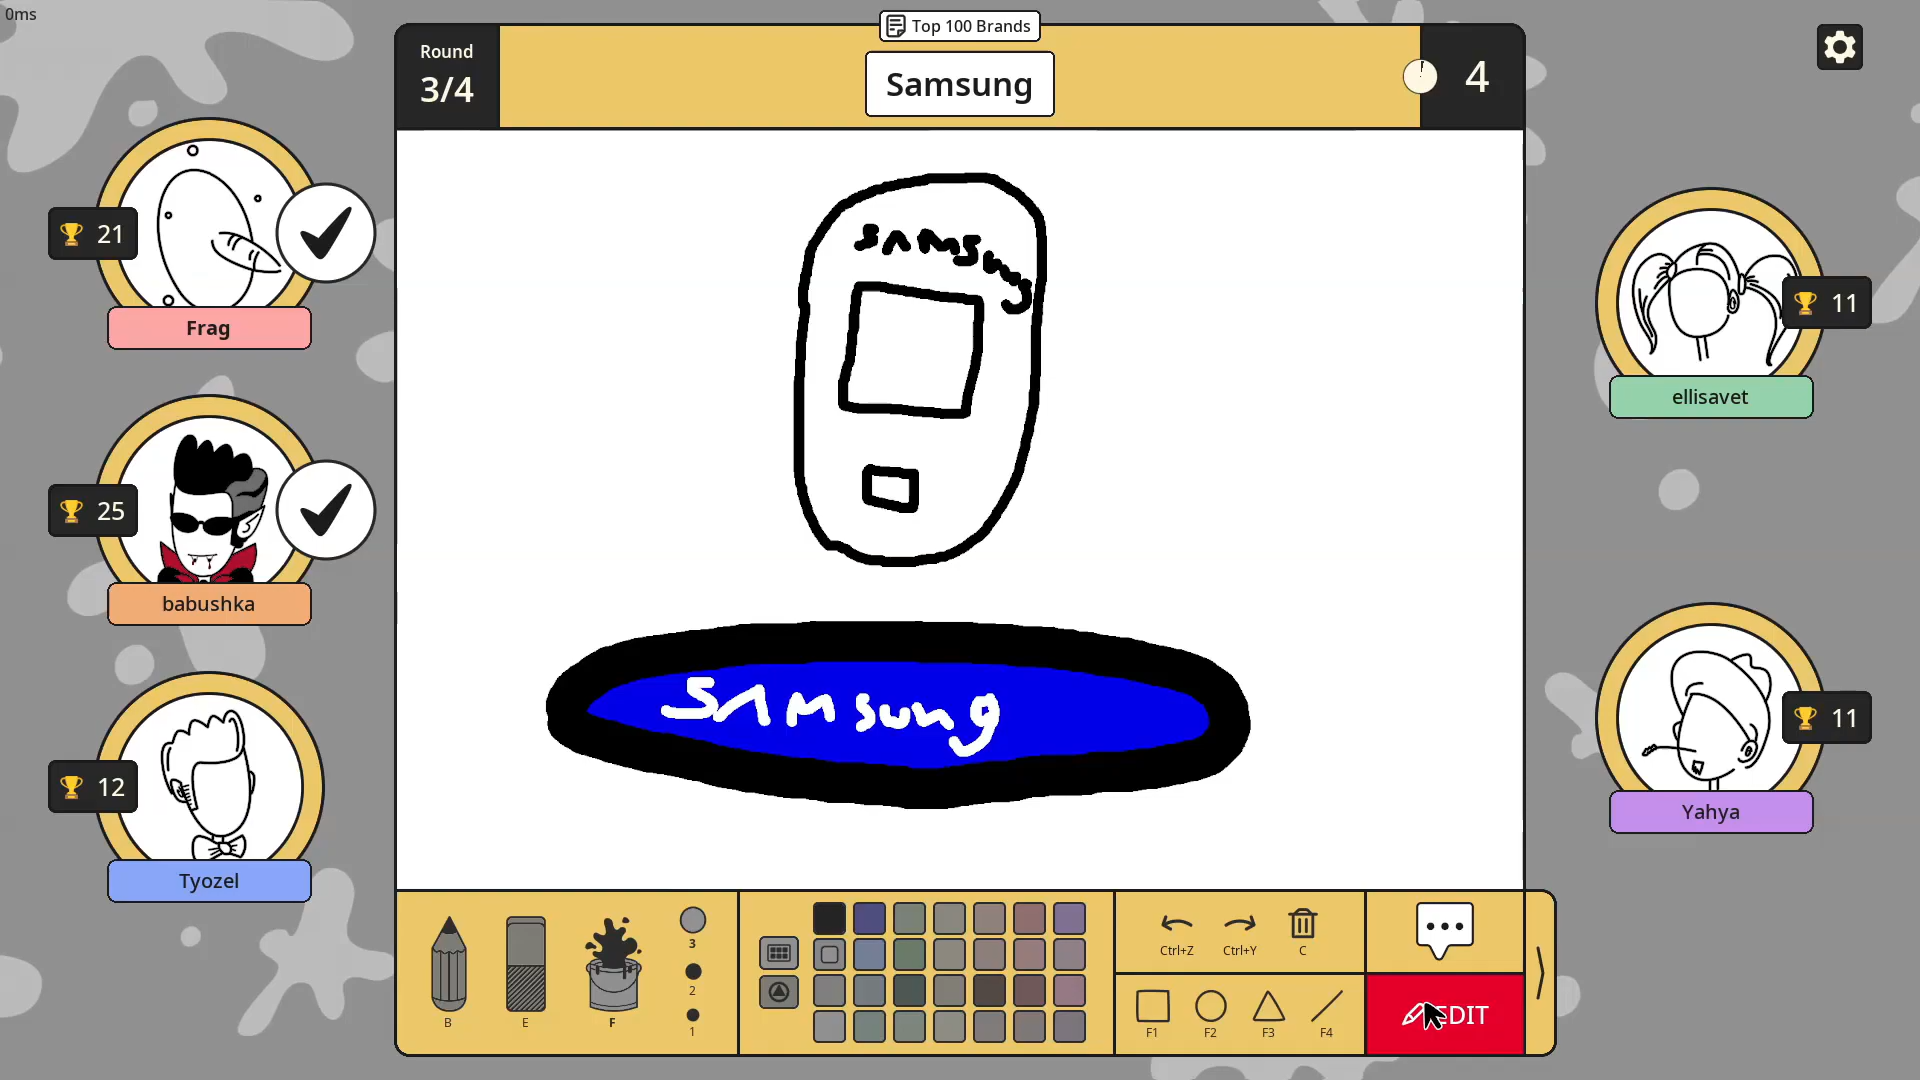 0ms
Top 100 Brands
Round
3/4
Samsung
4
SAMSung
SAMsung
21
Frag
25
babushka
12
Tyozel
11
ellisavet
11
Yahya
B
E
F
3
2
1
Ctrl+Z
Ctrl+Y
C
F1
F2
F3
F4
EDIT